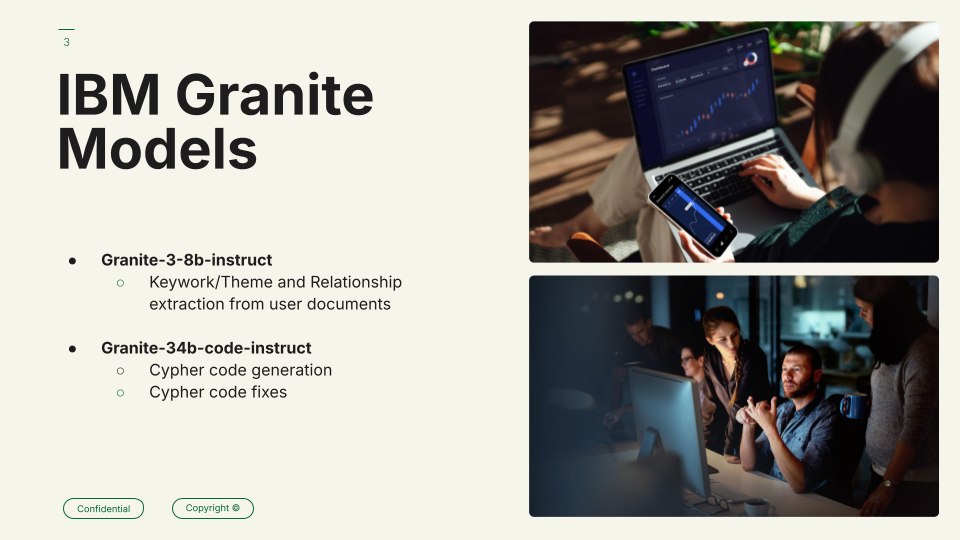 3
IBM Granite
Models
● Granite-3-8b-instruct
○ Keywork/Theme and Relationship
extraction from user documents
● Granite-34b-code-instruct
○ Cypher code generation
○ Cypher code fixes
Confidential
Copyright ©